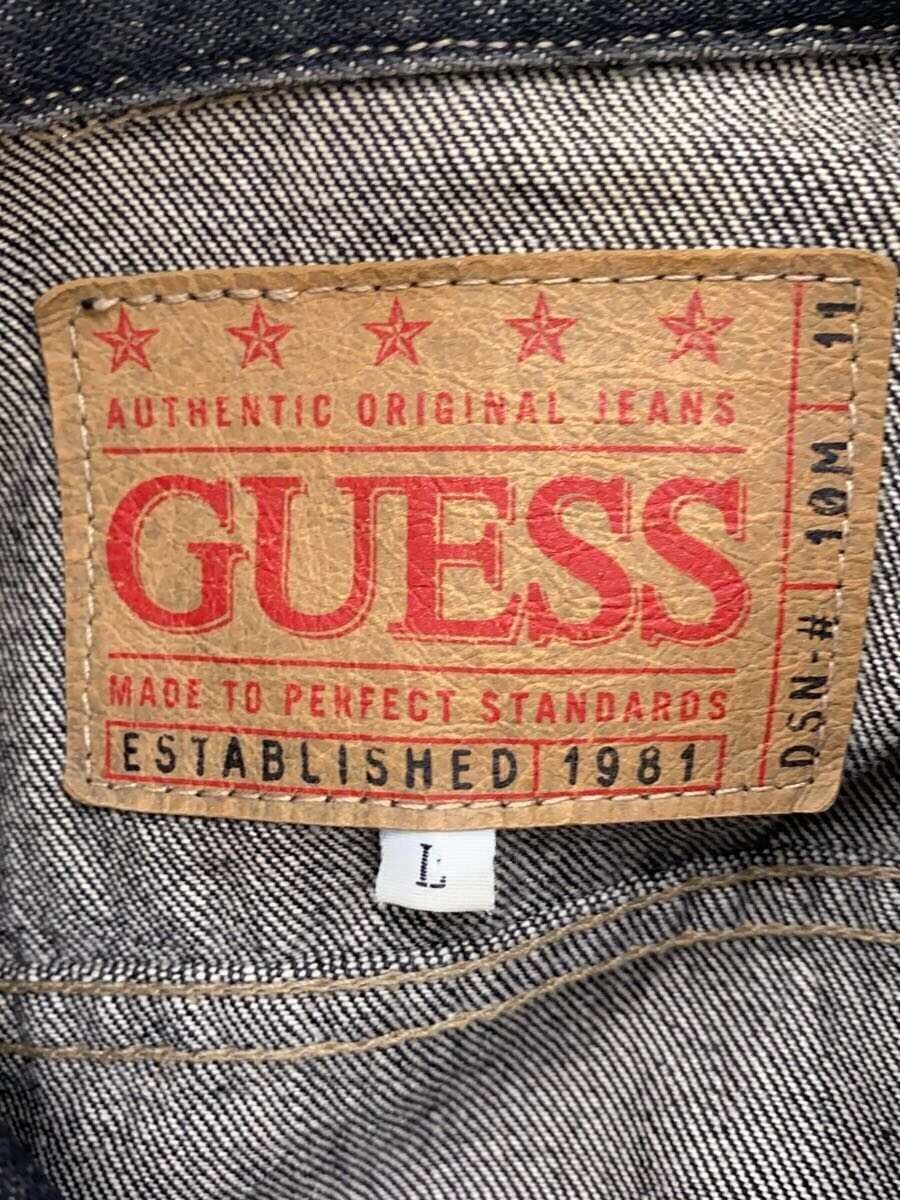 AUTHENTIC ORIGINAL JEANS
GUESS
MADE TO PERFECT STANDARDS
ESTABLISHED 1981
DSN-# 10M 11
L